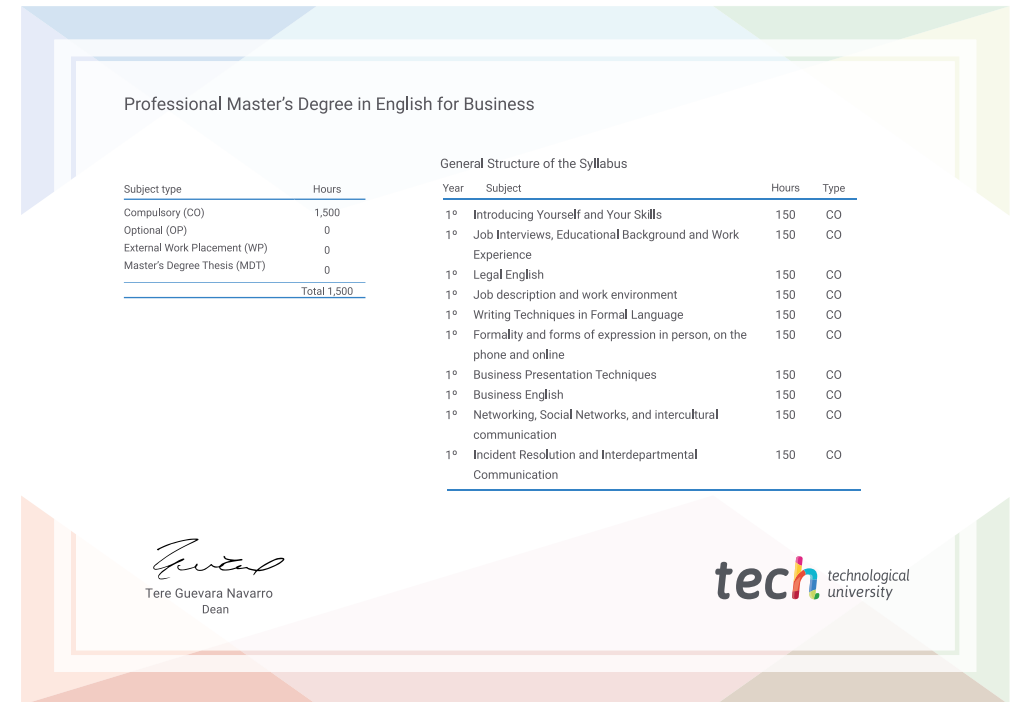 Professional Master's Degree in English for Business
Subject type Hours
Compulsory (CO) 1,500
Optional (OP) 0
External Work Placement (WP) 0
Master's Degree Thesis (MDT) 0
Total 1,500
General Structure of the Syllabus
Year Subject Hours Type
1º Introducing Yourself and Your Skills 150 CO
1º Job Interviews, Educational Background and Work 150 CO
Experience
1º Legal English 150 CO
1º Job description and work environment 150 CO
1º Writing Techniques in Formal Language 150 CO
1º Formality and forms of expression in person, on the 150 CO
phone and online
1º Business Presentation Techniques 150 CO
1º Business English 150 CO
1º Networking, Social Networks, and intercultural 150 CO
communication
1º Incident Resolution and Interdepartmental 150 CO
Communication
Tere Guevara Navarro
Dean
tech technological
university